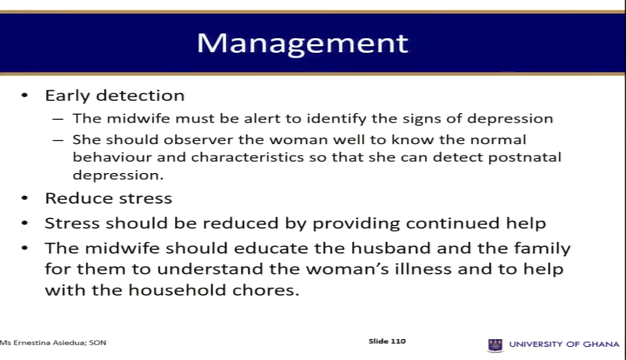 Management
• Early detection
– The midwife must be alert to identify the signs of depression
– She should observer the woman well to know the normal
behaviour and characteristics so that she can detect postnatal
depression.
• Reduce stress
• Stress should be reduced by providing continued help
• The midwife should educate the husband and the family
for them to understand the woman's illness and to help
with the household chores.
Ms Ernestina Asiedua; SON
Slide 110
UNIVERSITY OF GHANA